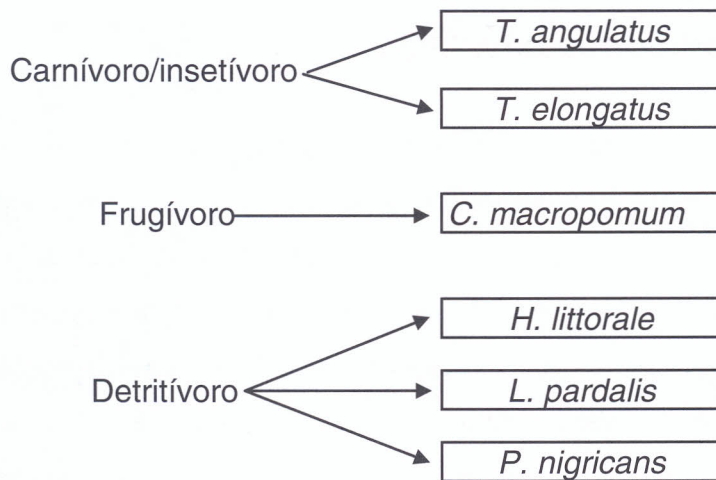 T. angulatus
Carnívoro/insetívoro
T. elongatus
Frugívoro
C. macropomum
H. littorale
Detritívoro
L. pardalis
P. nigricans